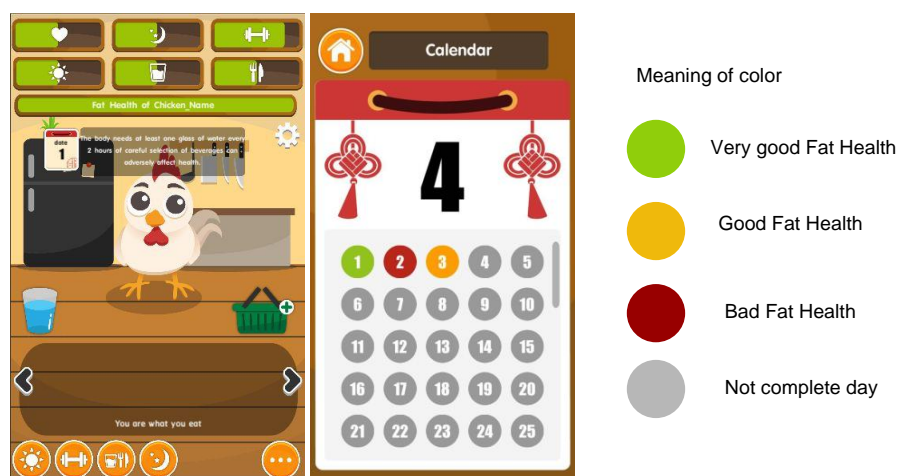 Fat Health of Chicken_Name
date
1
The body needs at least one glass of water every
2 hours of careful selection of beverages can
adversely affect health.
You are what you eat
Calendar
4
1 2 3 4 5
6 7 8 9 10
11 12 13 14 15
16 17 18 19 20
21 22 23 24 25
Meaning of color
Very good Fat Health
Good Fat Health
Bad Fat Health
Not complete day